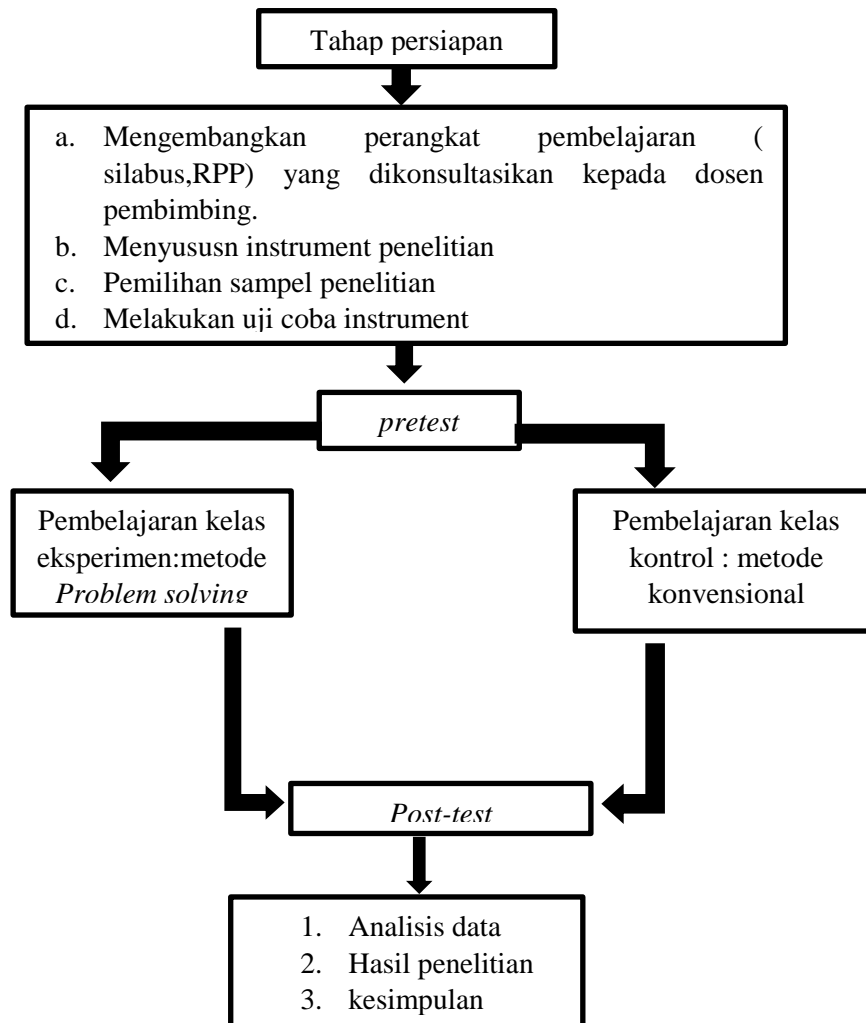 Tahap persiapan
a. Mengembangkan perangkat pembelajaran (
silabus,RPP) yang dikonsultasikan kepada dosen
pembimbing.
b. Menyususn instrument penelitian
c. Pemilihan sampel penelitian
d. Melakukan uji coba instrument
pretest
Pembelajaran kelas
eksperimen:metode
Problem solving
Pembelajaran kelas
kontrol : metode
konvensional
Post-test
1. Analisis data
2. Hasil penelitian
3. kesimpulan